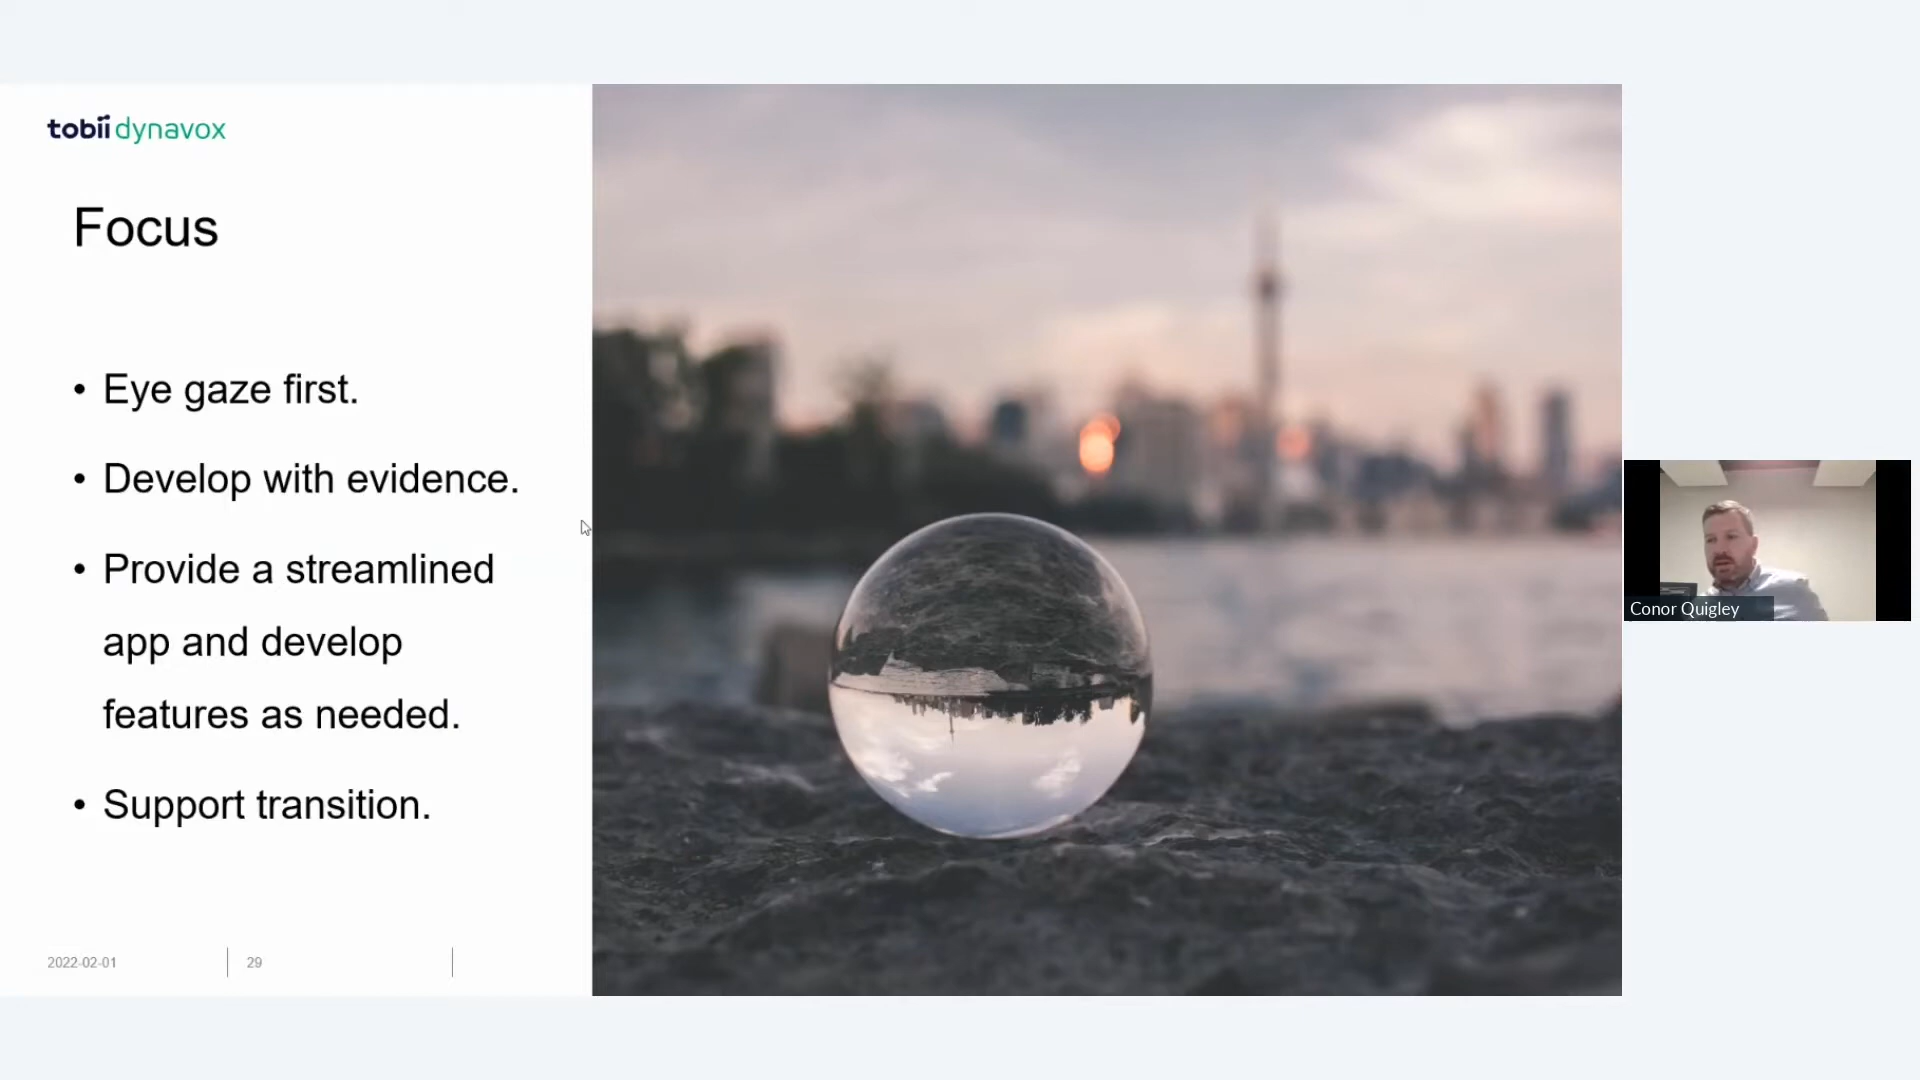 tobii dynavox
Focus
• Eye gaze first.
• Develop with evidence.
• Provide a streamlined
app and develop
features as needed.
• Support transition.
2022-02-01
29
Conor Quigley